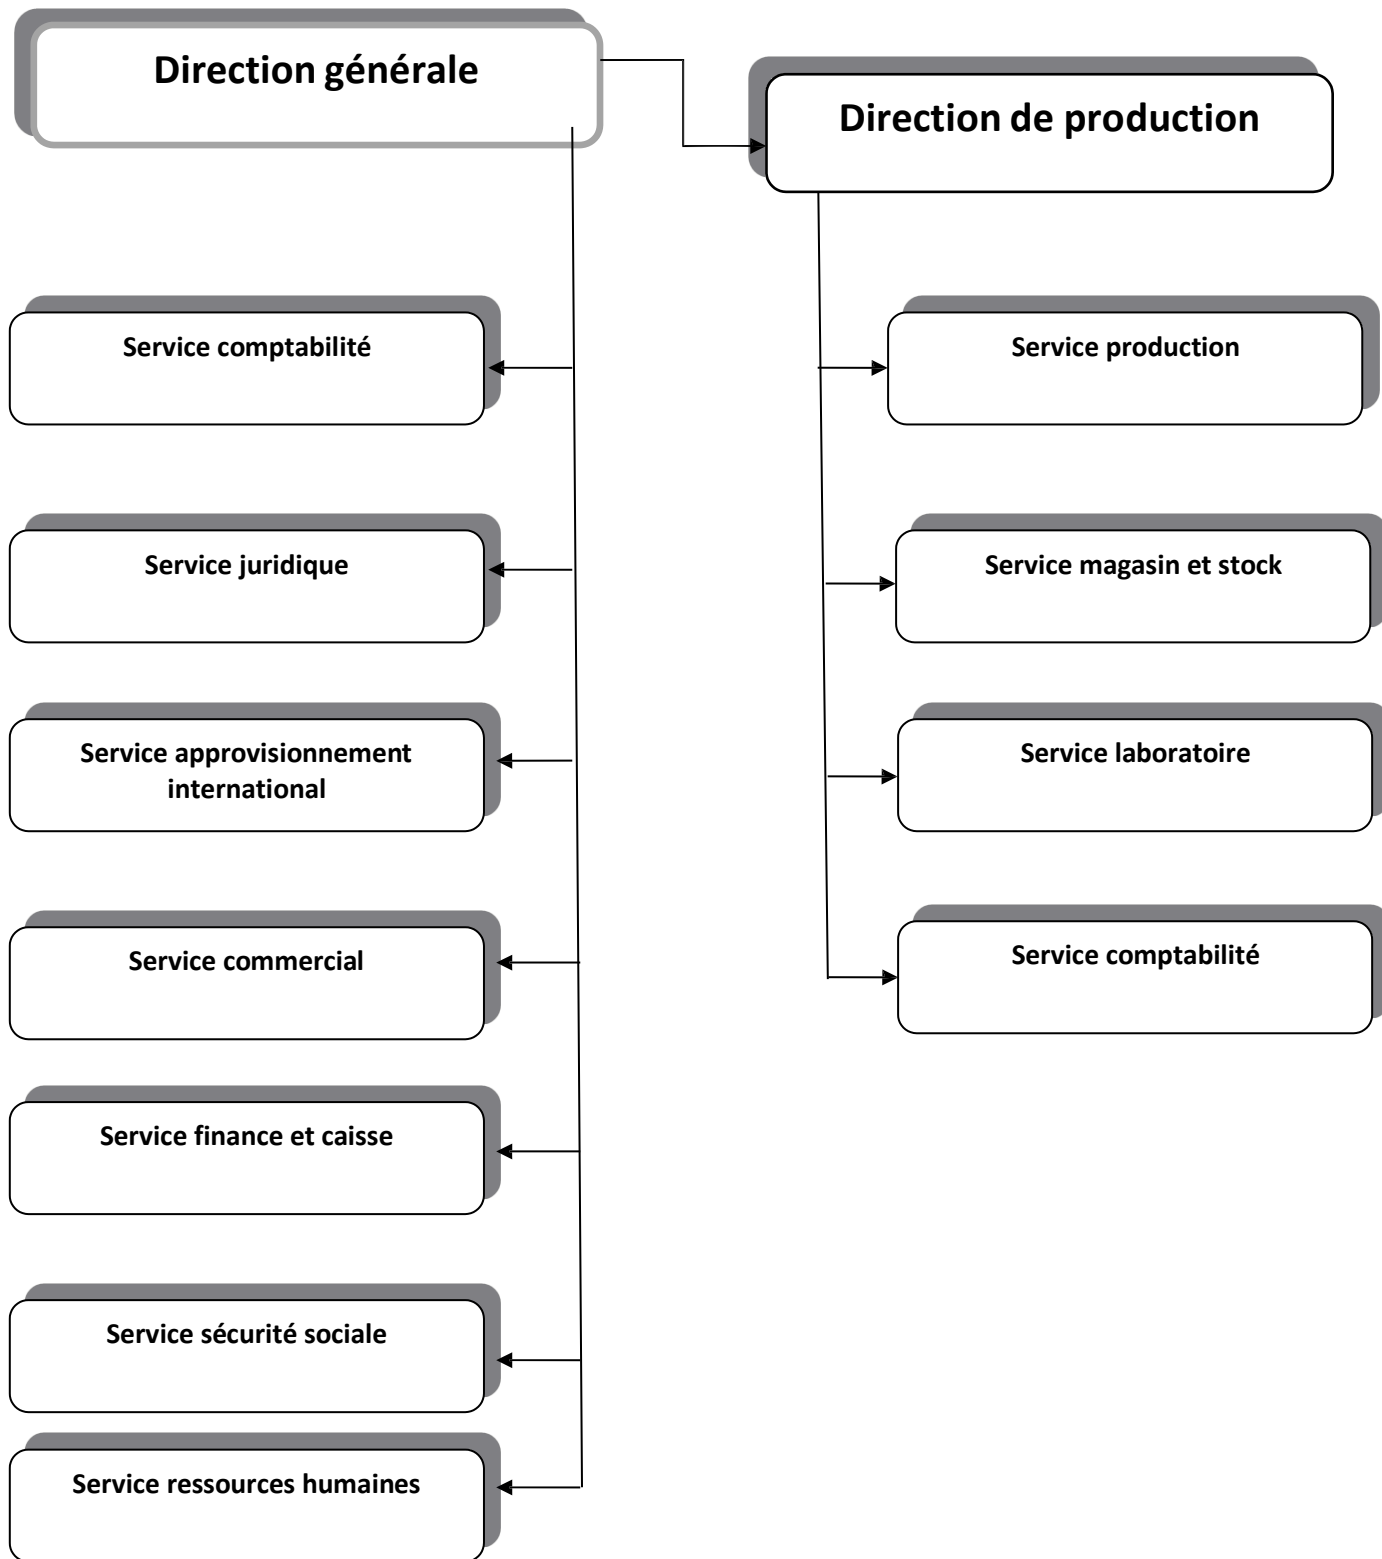 Direction générale
Direction de production
Service comptabilité
Service production
Service juridique
Service magasin et stock
Service approvisionnement
international
Service laboratoire
Service commercial
Service comptabilité
Service finance et caisse
Service sécurité sociale
Service ressources humaines